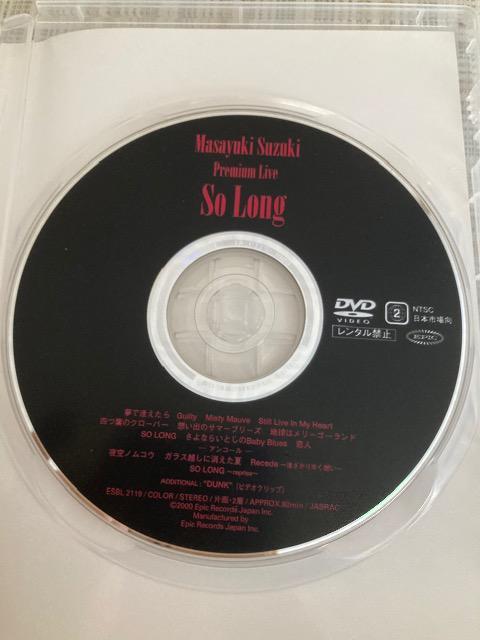 Masayuki Suzuki
Premium Live
So Long
DVD
VIDEO
2
NTSC
日本市場向
レンタル禁止
EPIC
夢で逢えたら Guilty Misty Mauve Still Live In My Heart
四つ葉のクローバー 想い出のサマーブリーズ 地球はメリーゴーランド
SO LONG さよならいとしのBaby Blues 恋人
―アンコール―
夜空ノムコウ ガラス越しに消えた夏 Recede～遠ざかりゆく想い～
SO LONG ～reprise～
ADDITIONAL : "DUNK" [ビデオクリップ]
ESBL 2119 / COLOR / STEREO / 片面・2層 / APPROX.80min / JASRAC
©2000 Epic Records Japan Inc.
Manufactured by
Epic Records Japan Inc.